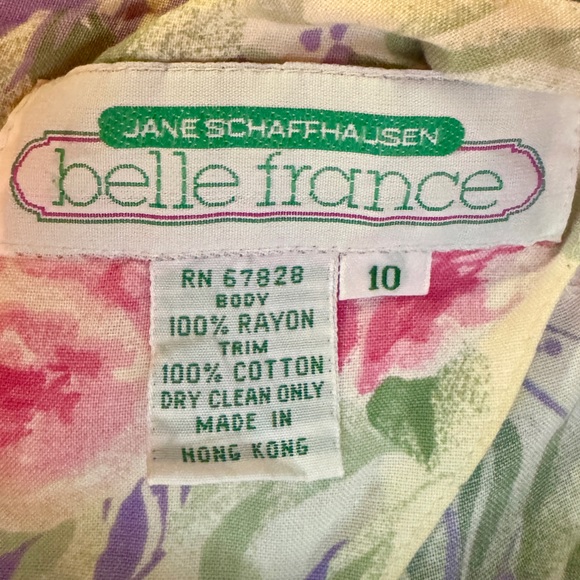 JANE SCHAFFHAUSEN
belle france
10
RN 67828
BODY
100% RAYON
TRIM
100% COTTON
DRY CLEAN ONLY
MADE IN
HONG KONG